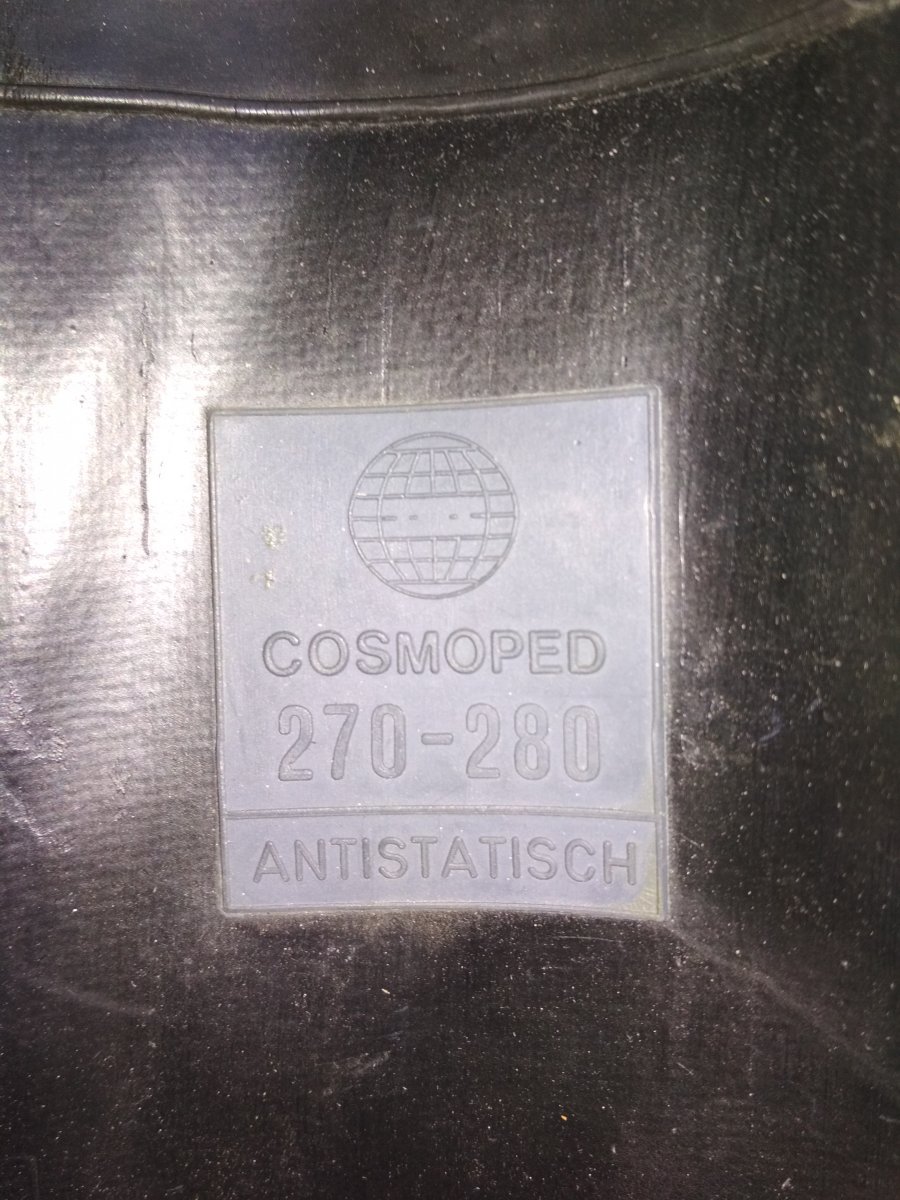 COSMOPED
270-280
ANTISTATISCH